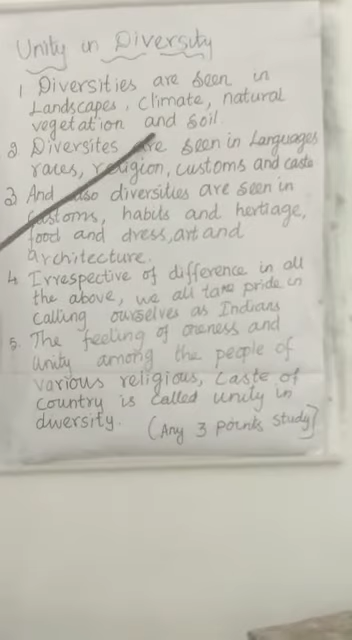 Unity in Diversity
1 Diversities are seen in
Landscapes, climate, natural
vegetation and soil.
2 Diversites are seen in Languages
races, religion, customs and caste
3 And also diversities are seen in
customs, habits and hertiage,
food and dress, art and
architecture.
4 Irrespective of difference in all
the above, we all take pride in
calling ourselves as Indians
5. The feeling of oneness and
unity among the people of
various religious, caste of
country is called unity in
diversity. (Any 3 points study)